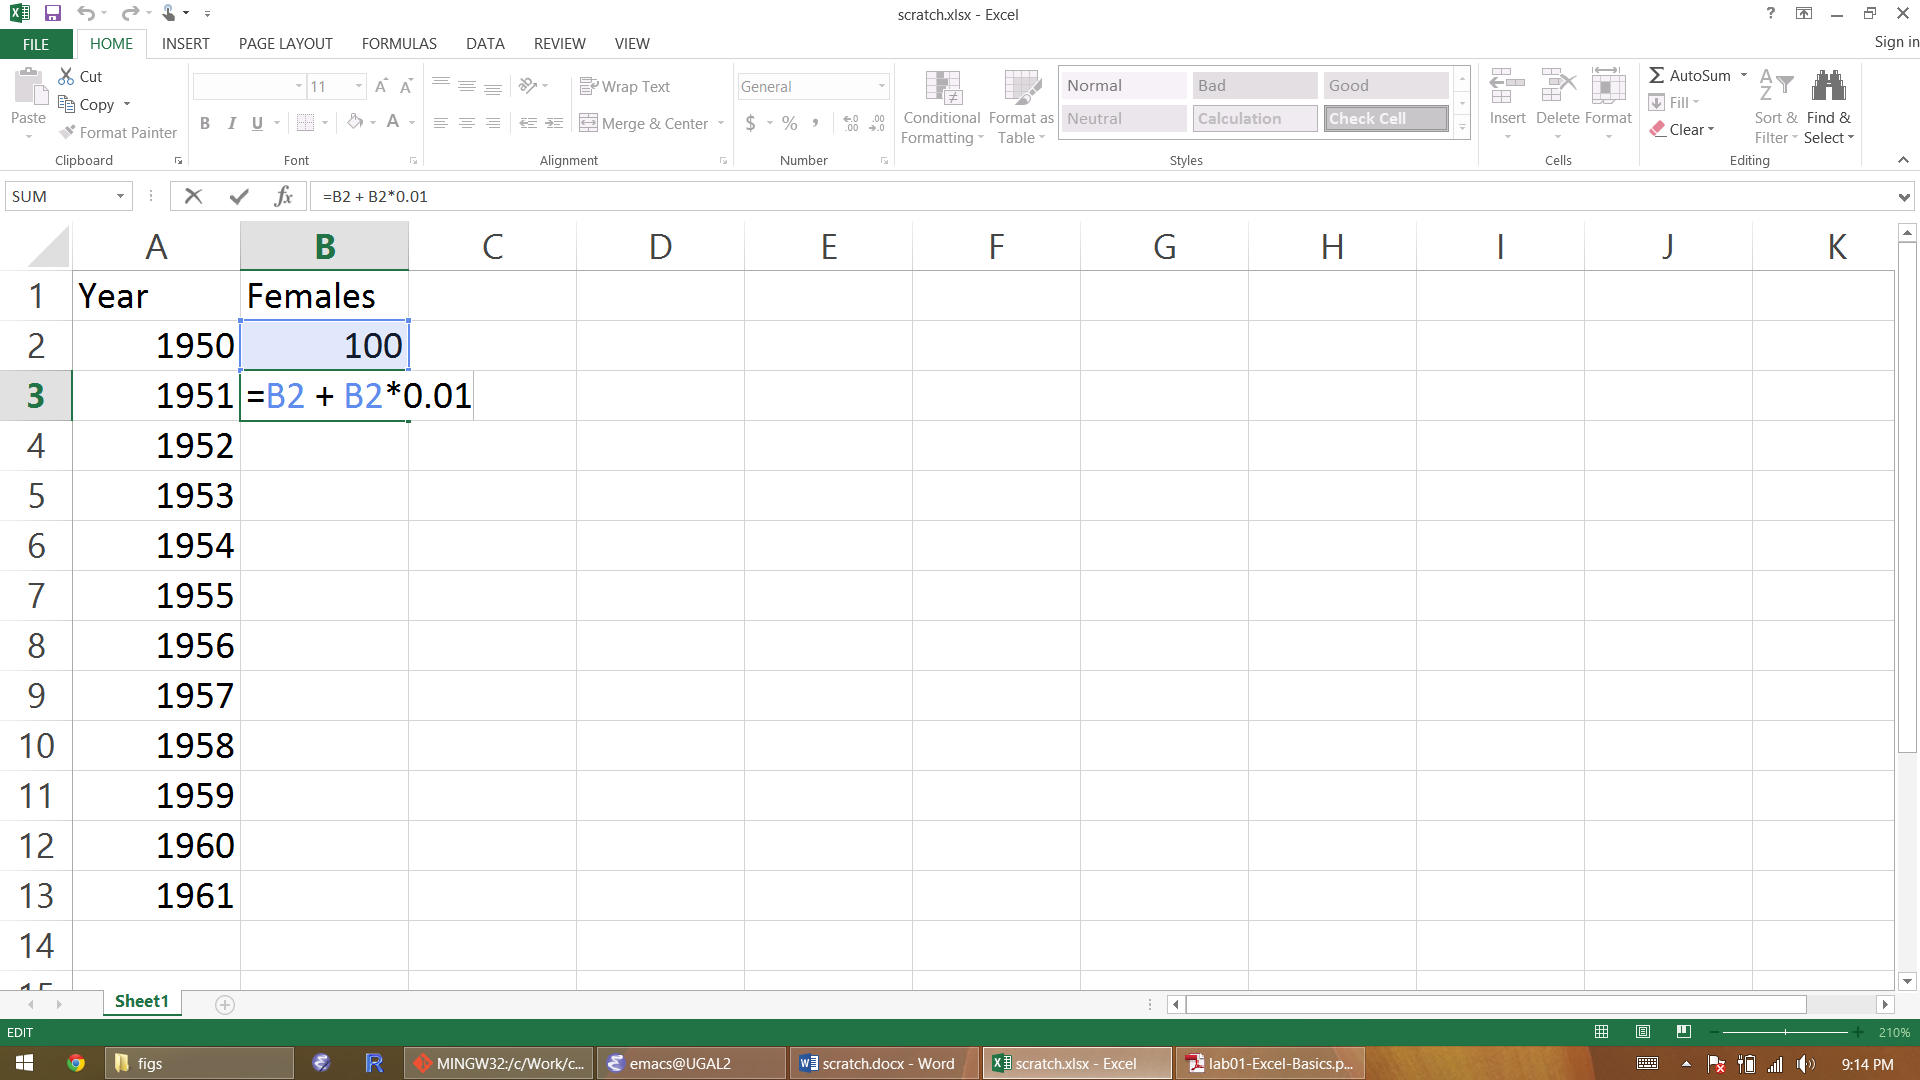 scratch.xlsx - Excel
?
Sign in
FILE HOME INSERT PAGE LAYOUT FORMULAS DATA REVIEW VIEW
Paste
Cut
Copy
Format Painter
Clipboard
11
A A
B I U A
Font
Wrap Text
Merge & Center
Alignment
General
$ % ,
.00
.0
Number
Conditional
Formatting
Format as
Table
Normal Bad Good
Neutral Calculation Check Cell
Styles
Insert Delete Format
Cells
AutoSum
Fill
Clear
Sort &
Filter
Find &
Select
Editing
SUM fx =B2 + B2*0.01
A B C D E F G H I J K
1 Year Females
2 1950 100
3 1951 =B2 + B2*0.01
4 1952
5 1953
6 1954
7 1955
8 1956
9 1957
10 1958
11 1959
12 1960
13 1961
14
15
Sheet1
EDIT 210%
figs
MINGW32:/c/Work/c...
emacs@UGAL2
scratch.docx - Word
scratch.xlsx - Excel
lab01-Excel-Basics.p...
9:14 PM